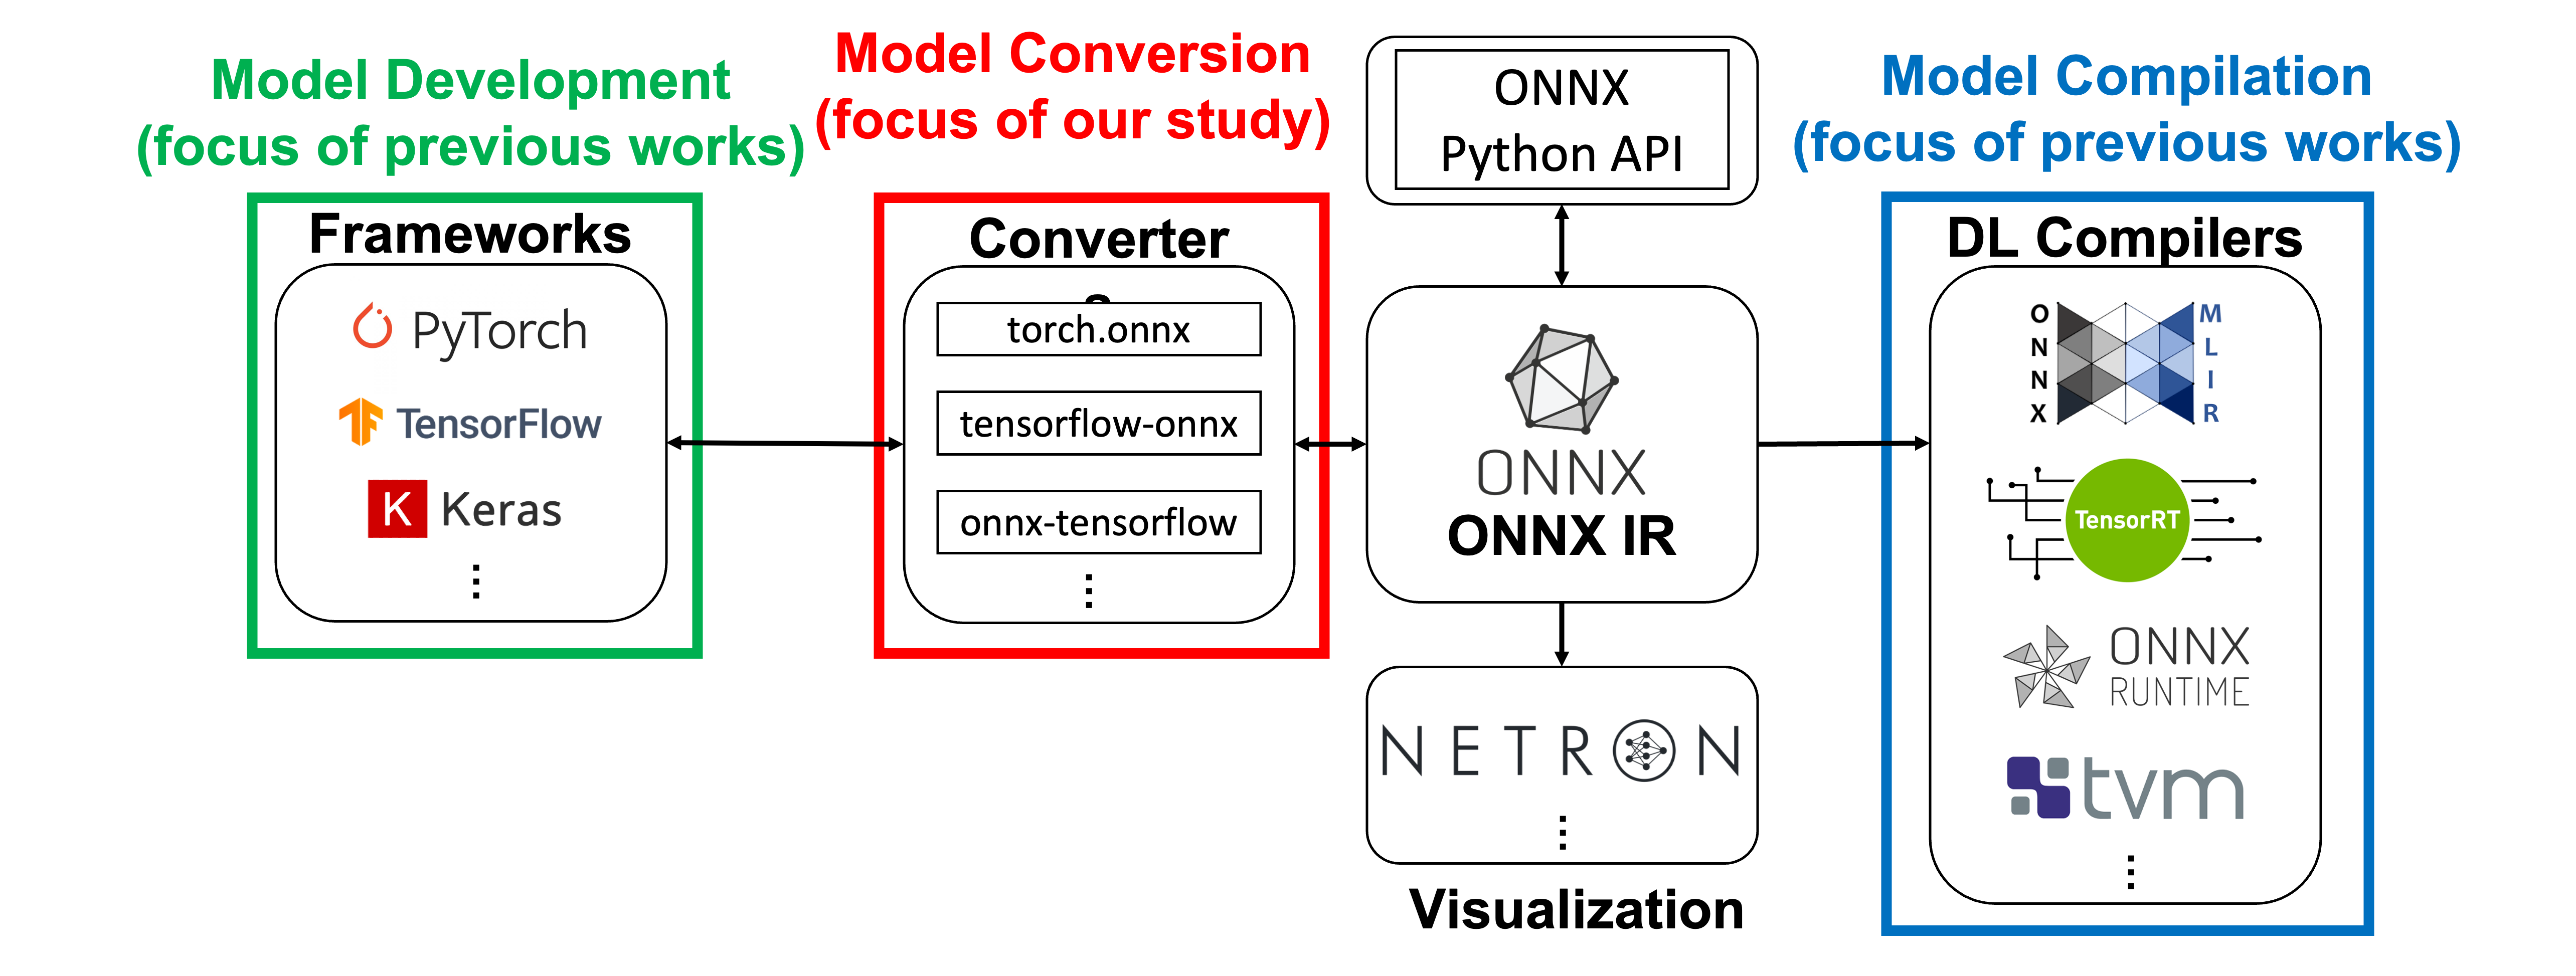 Model Development
(focus of previous works)
Frameworks
PyTorch
TensorFlow
K Keras
Model Conversion
(focus of our study)
Converter
torch.onnx
tensorflow-onnx
onnx-tensorflow
ONNX
Python API
ONNX
ONNX IR
NETRON
Visualization
Model Compilation
(focus of previous works)
DL Compilers
ONNX MLIR
TensorRT
ONNX
RUNTIME
tvm